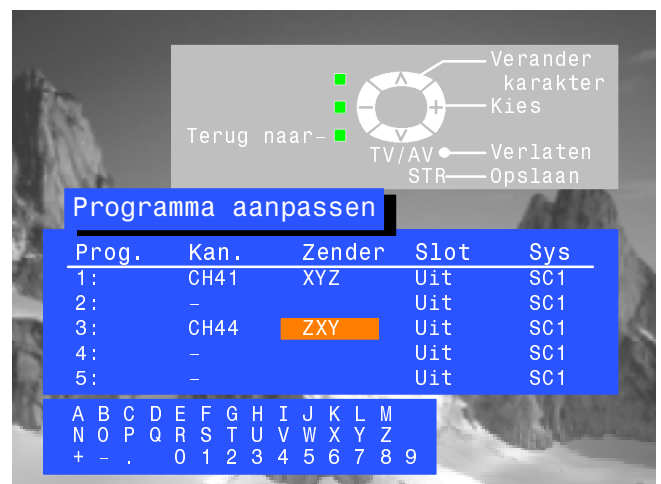 Verander
karakter
Kies
Terug naar
TV/AV Verlaten
STR Opslaan
Programma aanpassen
Prog. Kan. Zender Slot Sys
1: CH41 XYZ Uit SC1
2: – Uit SC1
3: CH44 ZXY Uit SC1
4: – Uit SC1
5: – Uit SC1
A B C D E F G H I J K L M
N O P Q R S T U V W X Y Z
+ – . 0 1 2 3 4 5 6 7 8 9